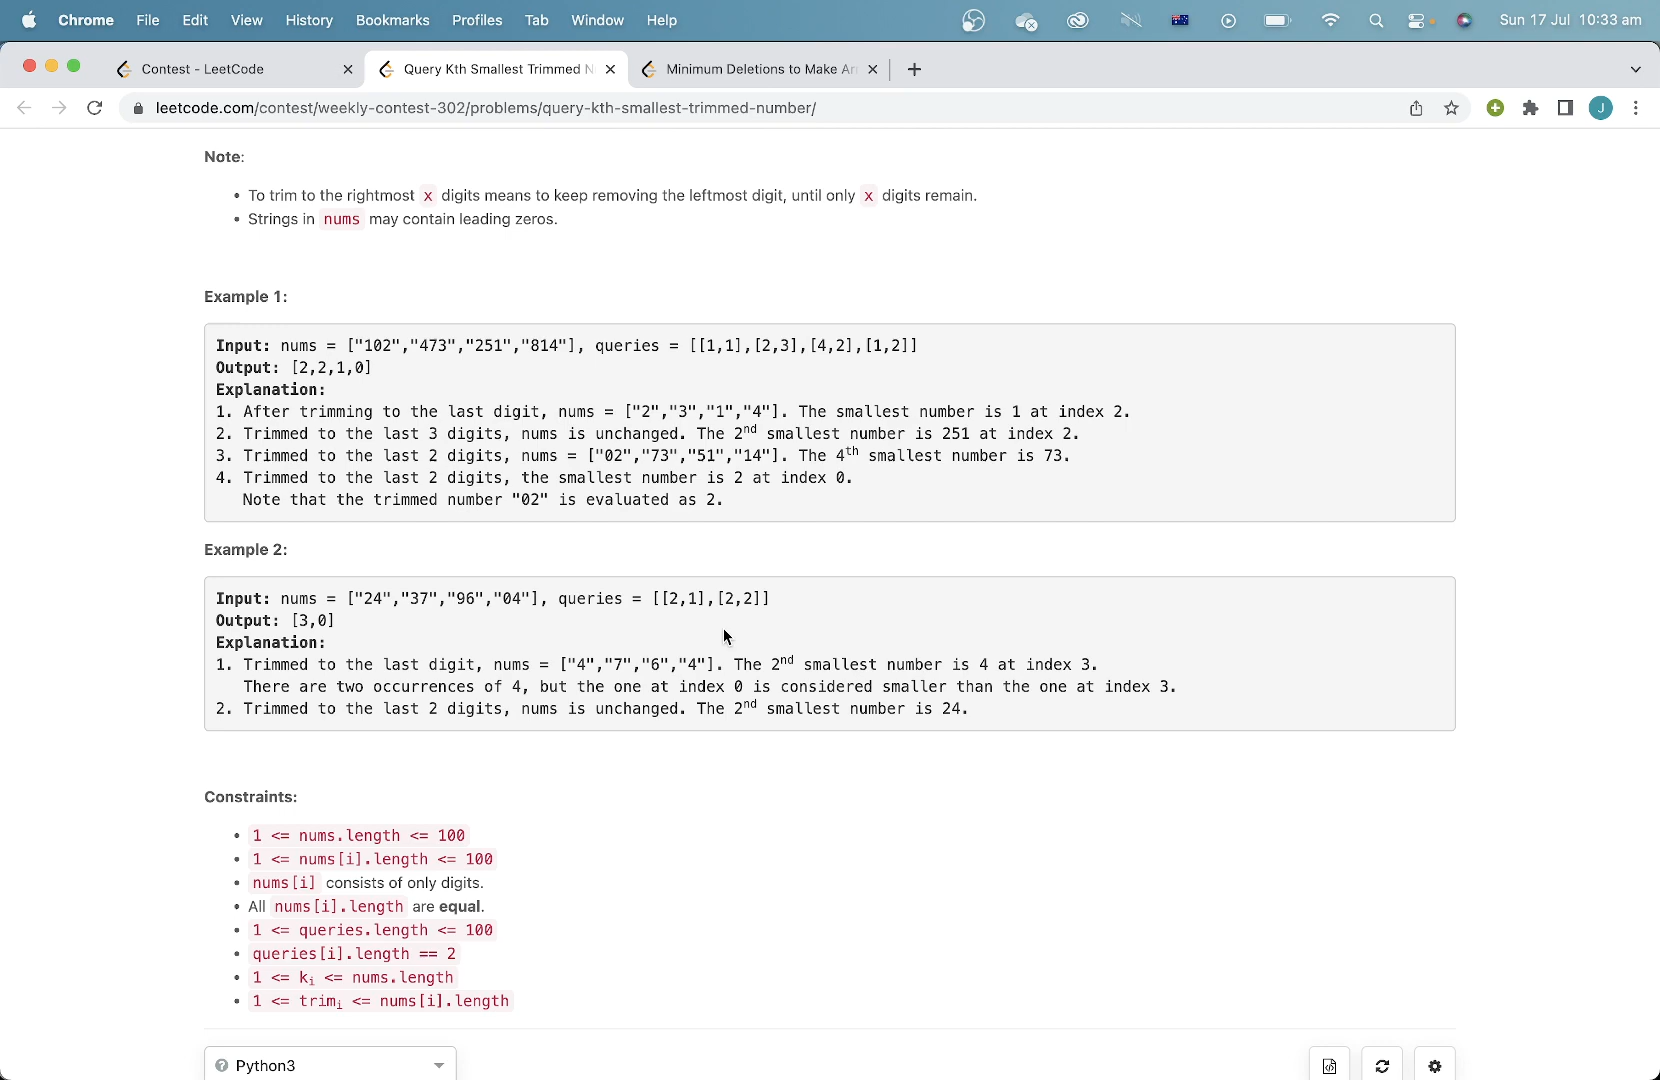 Chrome File Edit View History Bookmarks Profiles Tab Window Help Sun 17 Jul 10:33 am
Contest - LeetCode Query Kth Smallest Trimmed N Minimum Deletions to Make Ar
leetcode.com/contest/weekly-contest-302/problems/query-kth-smallest-trimmed-number/ J
Note:
• To trim to the rightmost x digits means to keep removing the leftmost digit, until only x digits remain.
• Strings in nums may contain leading zeros.
Example 1:
Input: nums = ["102","473","251","814"], queries = [[1,1],[2,3],[4,2],[1,2]]
Output: [2,2,1,0]
Explanation:
1. After trimming to the last digit, nums = ["2","3","1","4"]. The smallest number is 1 at index 2.
2. Trimmed to the last 3 digits, nums is unchanged. The 2nd smallest number is 251 at index 2.
3. Trimmed to the last 2 digits, nums = ["02","73","51","14"]. The 4th smallest number is 73.
4. Trimmed to the last 2 digits, the smallest number is 2 at index 0.
Note that the trimmed number "02" is evaluated as 2.
Example 2:
Input: nums = ["24","37","96","04"], queries = [[2,1],[2,2]]
Output: [3,0]
Explanation:
1. Trimmed to the last digit, nums = ["4","7","6","4"]. The 2nd smallest number is 4 at index 3.
There are two occurrences of 4, but the one at index 0 is considered smaller than the one at index 3.
2. Trimmed to the last 2 digits, nums is unchanged. The 2nd smallest number is 24.
Constraints:
• 1 <= nums.length <= 100
• 1 <= nums[i].length <= 100
• nums[i] consists of only digits.
• All nums[i].length are equal.
• 1 <= queries.length <= 100
• queries[i].length == 2
• 1 <= ki <= nums.length
• 1 <= trimi <= nums[i].length
Python3